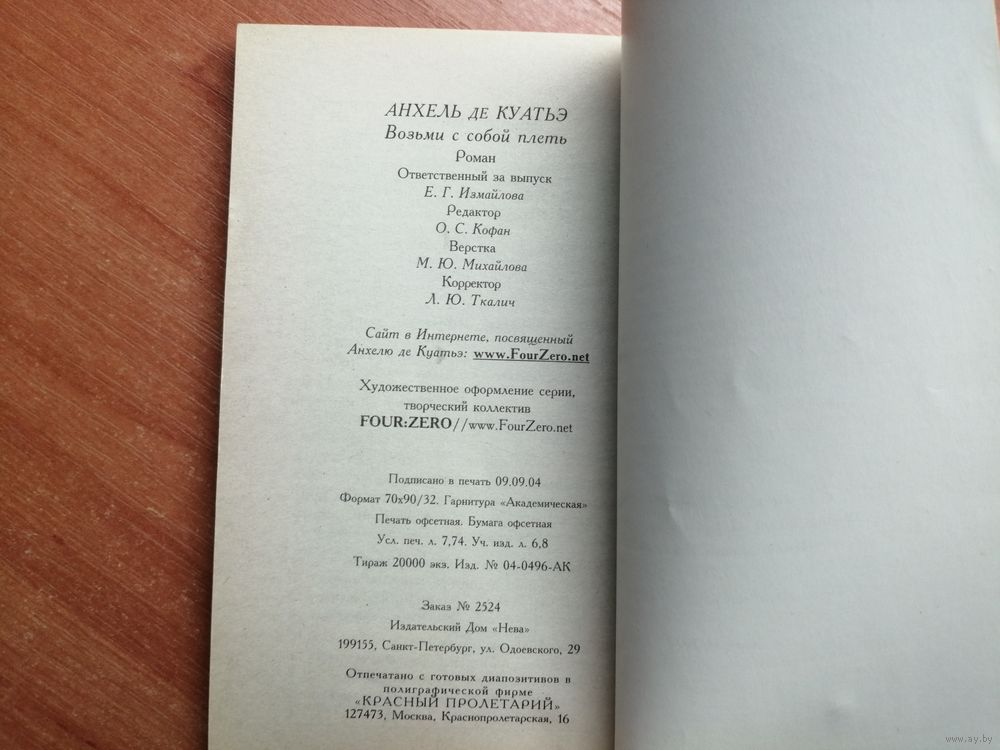 АНХЕЛЬ ДЕ КУАТЬЭ
Возьми с собой плеть
Роман
Ответственный за выпуск
Е. Г. Измайлова
Редактор
О. С. Кофан
Верстка
М. Ю. Михайлова
Корректор
Л. Ю. Ткалич
Сайт в Интернете, посвященный
Анхелю де Куатьэ: www.FourZero.net
Художественное оформление серии,
творческий коллектив
FOUR:ZERO//www.FourZero.net
Подписано в печать 09.09.04
Формат 70х90/32. Гарнитура «Академическая»
Печать офсетная. Бумага офсетная
Усл. печ. л. 7,74. Уч. изд. л. 6,8
Тираж 20000 экз. Изд. № 04-0496-АК
Заказ № 2524
Издательский Дом «Нева»
199155, Санкт-Петербург, ул. Одоевского, 29
Отпечатано с готовых диапозитивов в
полиграфической фирме
«КРАСНЫЙ ПРОЛЕТАРИЙ»
127473, Москва, Краснопролетарская, 16
www.ay.by